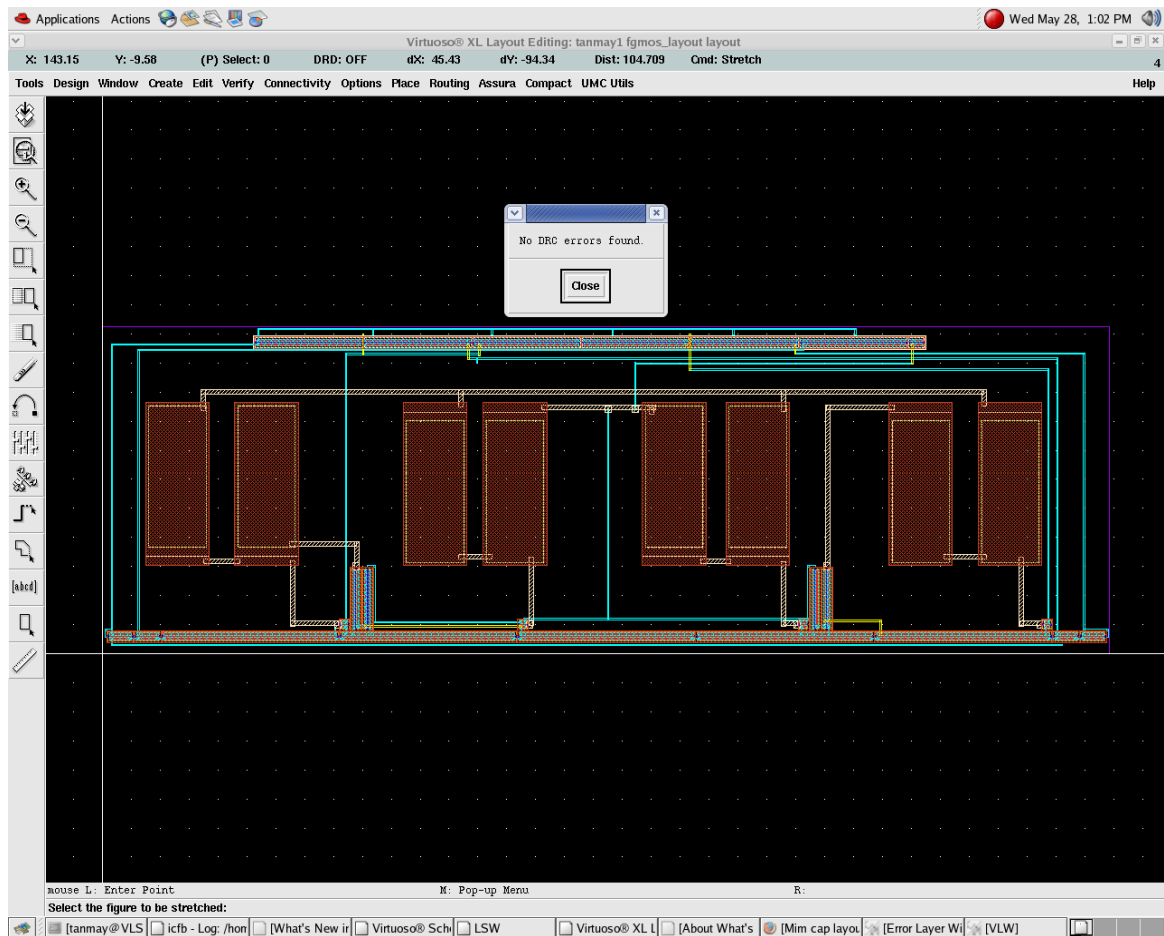 Applications Actions Wed May 28, 1:02 PM
Virtuoso® XL Layout Editing: tanmay1 fgmos_layout layout
X: 143.15 Y: -9.58 (P) Select: 0 DRD: OFF dX: 45.43 dY: -94.34 Dist: 104.709 Cmd: Stretch 4
Tools Design Window Create Edit Verify Connectivity Options Place Routing Assura Compact UMC Utils Help
No DRC errors found.
Close
[abcd]
mouse L: Enter Point M: Pop-up Menu R:
Select the figure to be stretched:
[tanmay@VLS icfb - Log: /hon [What's New ir Virtuoso® Sch LSW Virtuoso® XL L [About What's [Mim cap layou [Error Layer Wi [VLW]